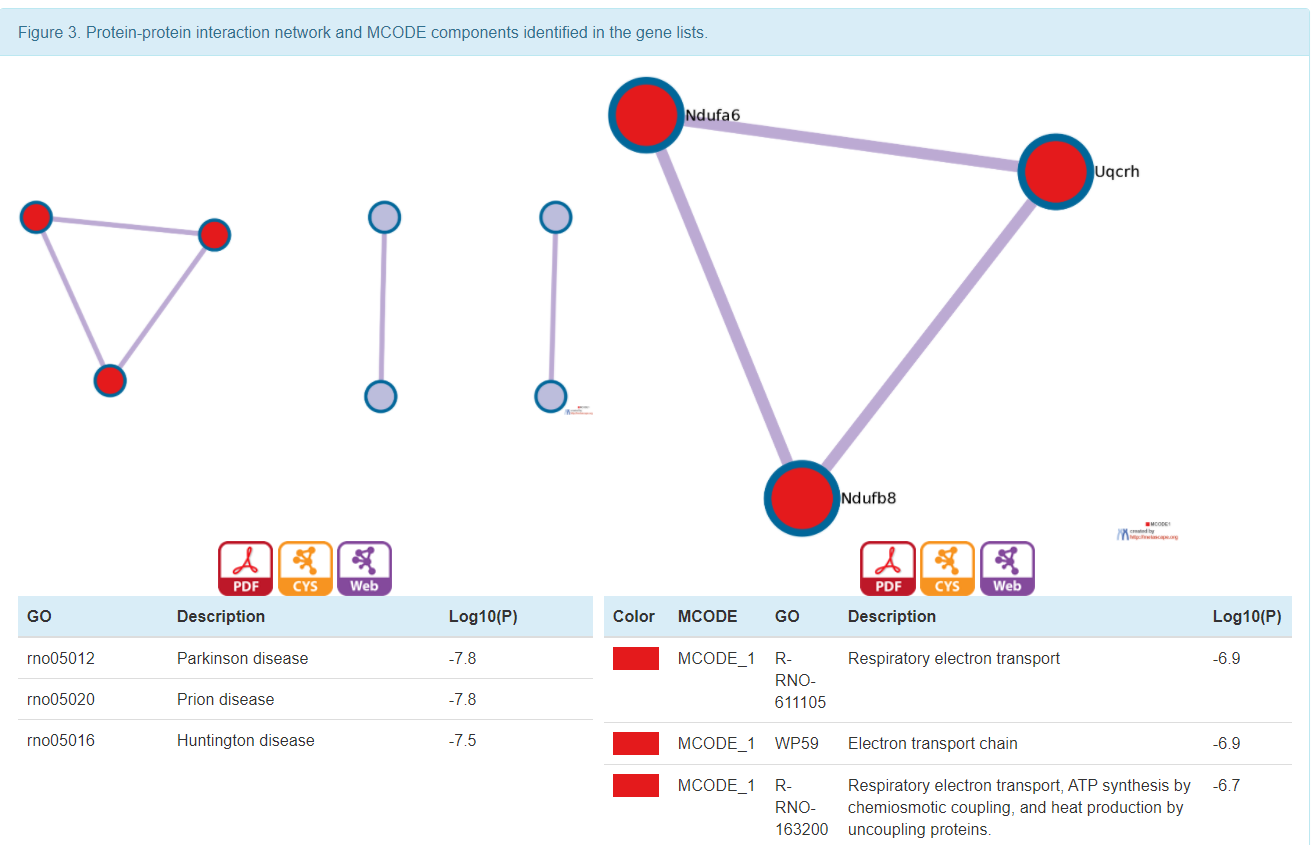 Figure 3. Protein-protein interaction network and MCODE components identified in the gene lists.
Ndufa6
Uqcrh
Ndufb8
MCODE1
created by
http://metascape.org
PDF
CYS
Web
PDF
CYS
Web
GO Description Log10(P)
rno05012 Parkinson disease -7.8
rno05020 Prion disease -7.8
rno05016 Huntington disease -7.5
Color MCODE GO Description Log10(P)
MCODE_1 R- Respiratory electron transport -6.9
RNO-
611105
MCODE_1 WP59 Electron transport chain -6.9
MCODE_1 R- Respiratory electron transport, ATP synthesis by -6.7
RNO- chemiosmotic coupling, and heat production by
163200 uncoupling proteins.